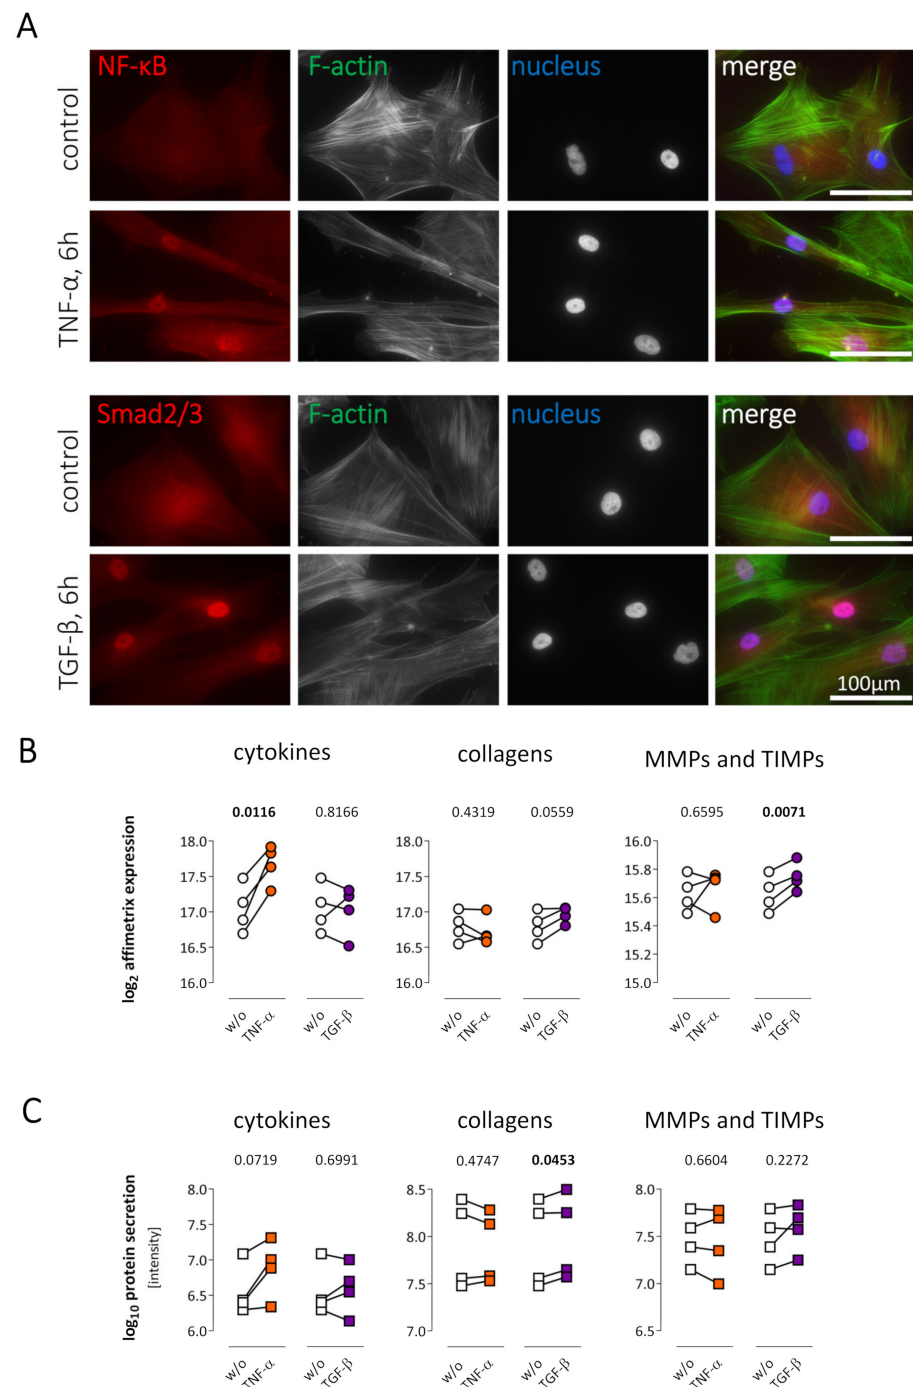 A
NF-κB F-actin nucleus merge
control
TNF-α, 6h
Smad2/3 F-actin nucleus merge
control
TGF-β, 6h
100µm
B
cytokines collagens MMPs and TIMPs
0.0116 0.8166 0.4319 0.0559 0.6595 0.0071
log2 affimetrix expression
18.0 18.0 16.0
17.5 17.5 15.8
17.0 17.0 15.6
16.5 16.5 15.2
16.0 16.0 15.0
w/o TNF-α w/o TGF-β w/o TNF-α w/o TGF-β w/o TNF-α w/o TGF-β
C
cytokines collagens MMPs and TIMPs
0.0719 0.6991 0.4747 0.0453 0.6604 0.2272
log10 protein secretion
[intensity]
8.0 8.5 8.0
7.5 8.0 7.5
7.0 7.5 7.0
6.5 7.0 6.5
6.0
w/o TNF-α w/o TGF-β w/o TNF-α w/o TGF-β w/o TNF-α w/o TGF-β